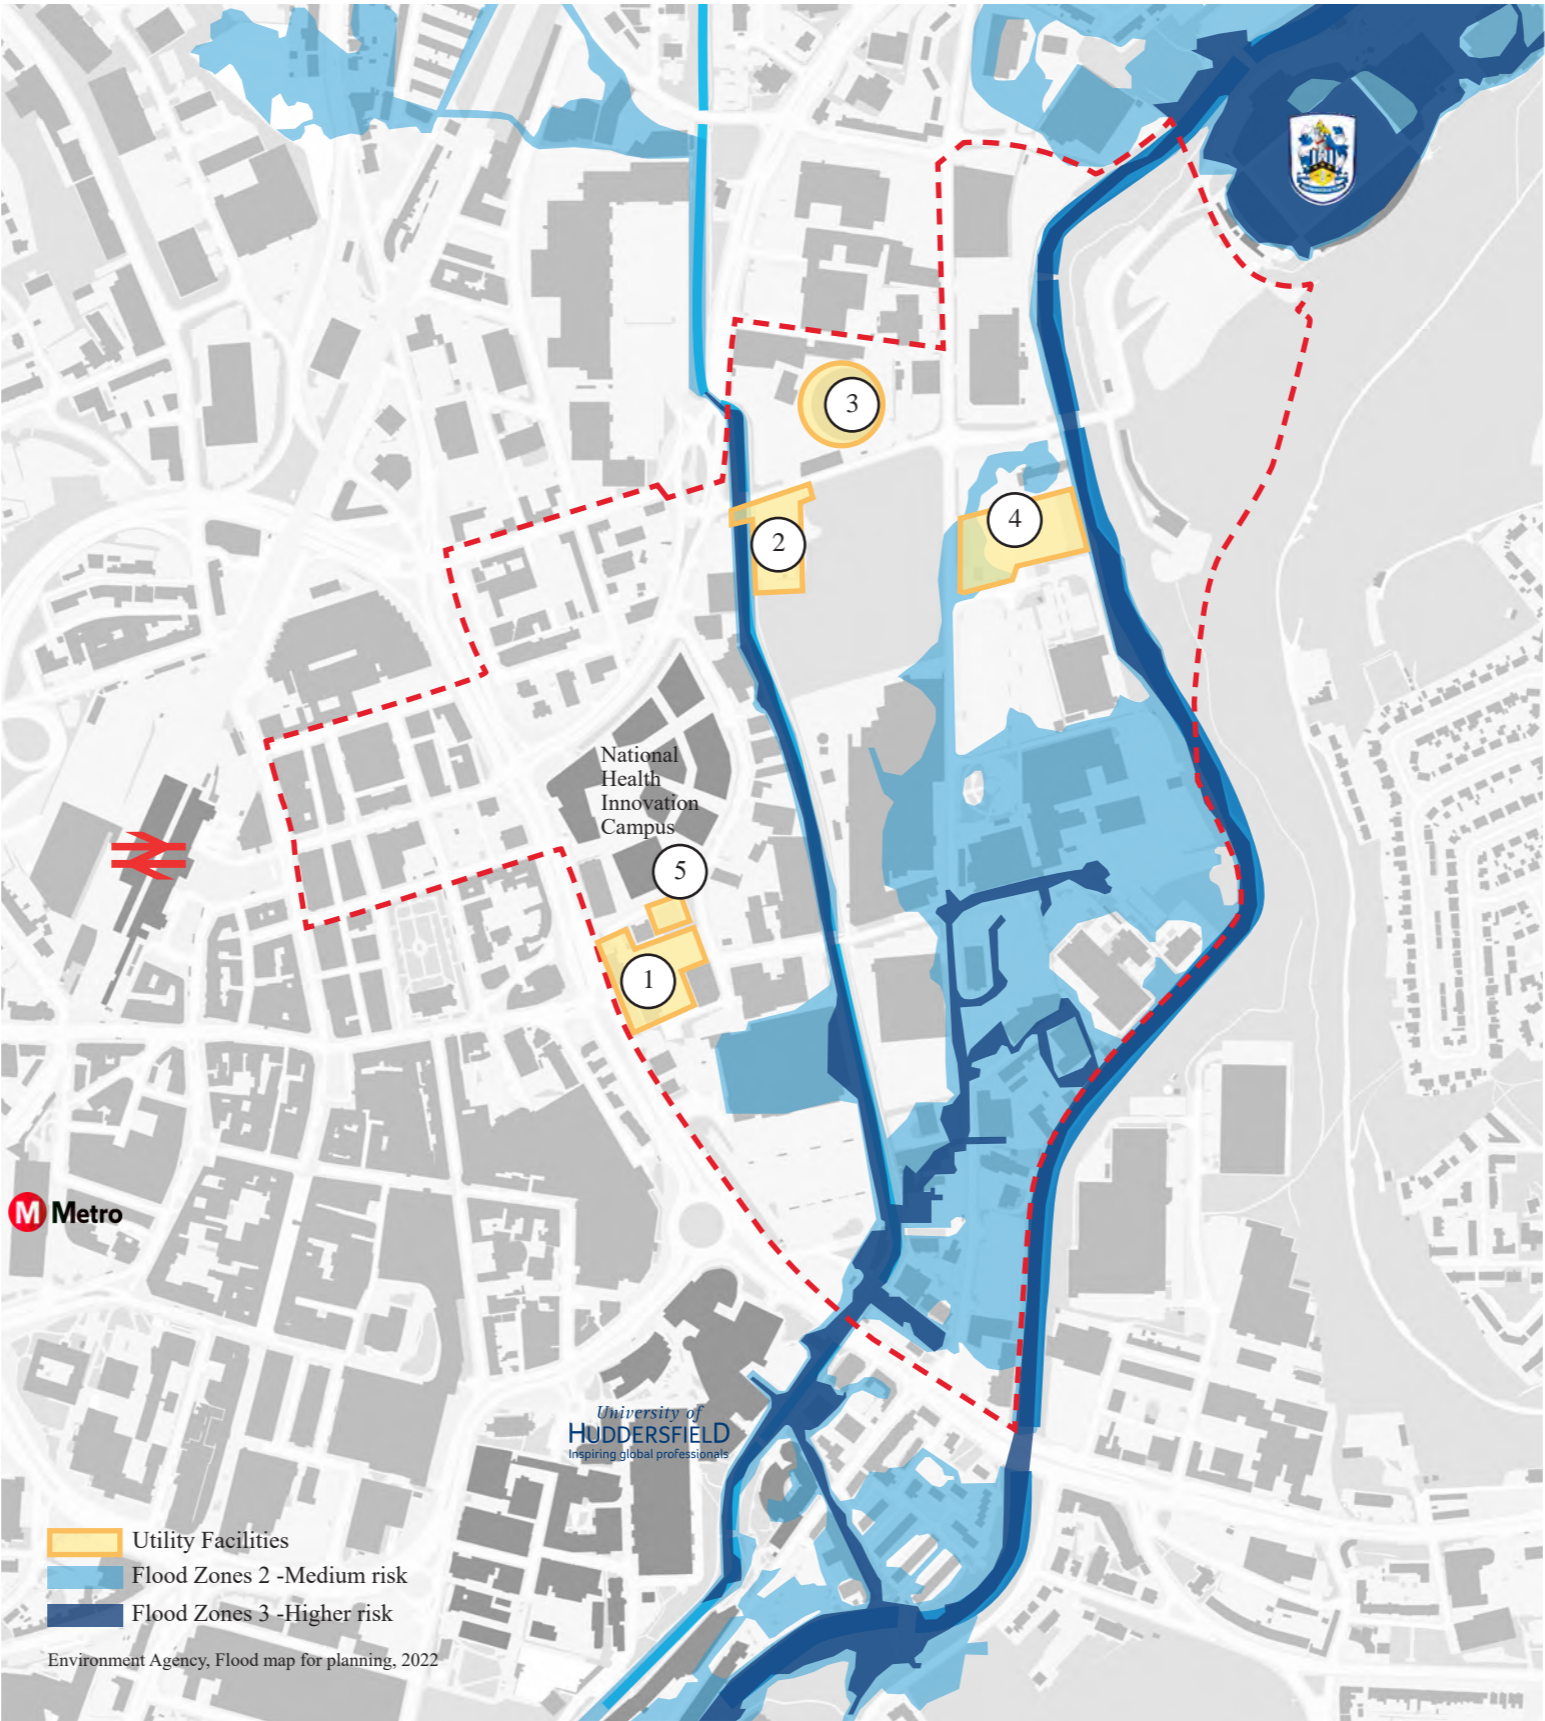 3
4
2
National
Health
Innovation
Campus
5
1
M Metro
University of
HUDDERSFIELD
Inspiring global professionals
Utility Facilities
Flood Zones 2 -Medium risk
Flood Zones 3 -Higher risk
Environment Agency, Flood map for planning, 2022